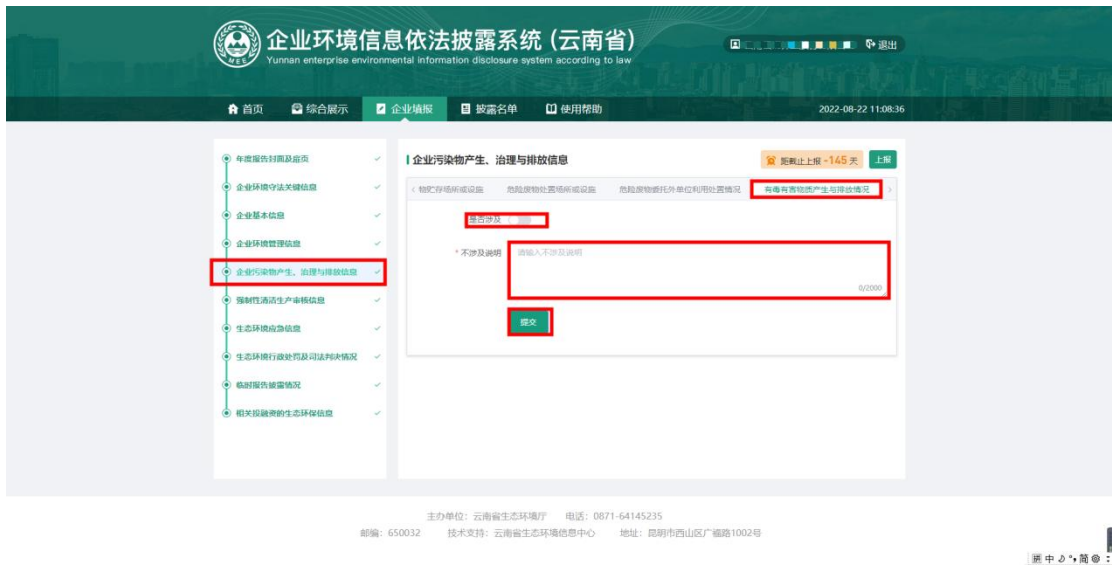 企业环境信息依法披露系统 (云南省)
Yunnan enterprise environmental information disclosure system according to law
退出
首页 综合展示 企业填报 披露名单 使用帮助 2022-08-22 11:08:36
年度报告封面及扉页
企业环境守法关键信息
企业基本信息
企业环境管理信息
企业污染物产生、治理与排放信息
强制性清洁生产审核信息
生态环境应急信息
生态环境行政处罚及司法判决情况
临时报告披露情况
相关投融资的生态环保信息
企业污染物产生、治理与排放信息
距截止上报 -145 天 上报
物贮存场所或设施 危险废物处置场所或设施 危险废物委托外单位利用处置情况 有毒有害物质产生与排放情况
是否涉及
* 不涉及说明 请输入不涉及说明
0/2000
提交
主办单位：云南省生态环境厅 电话：0871-64145235
邮编：650032 技术支持：云南省生态环境信息中心 地址：昆明市西山区广福路1002号
中 简